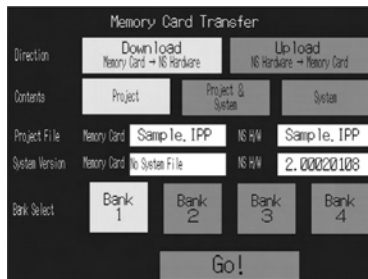 Memory Card Transfer
Direction
Download
Memory Card → NS Hardware
Upload
NS Hardware → Memory Card
Contents
Project
Project &
System
System
Project File
Memory Card
Sample.IPP
NS H/W
Sample.IPP
System Version
Memory Card
No System File
NS H/W
2.00020108
Bank Select
Bank
1
Bank
2
Bank
3
Bank
4
Go!